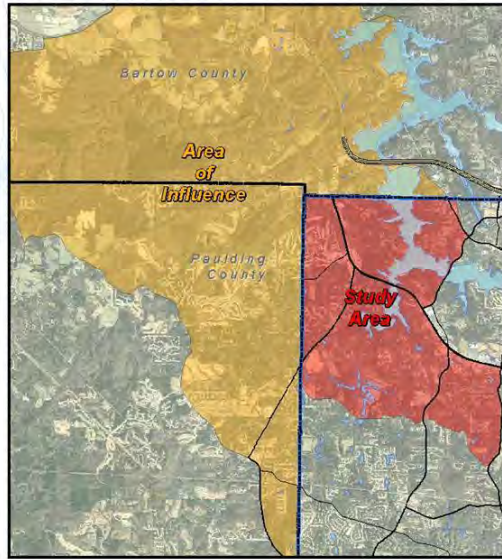 Bartow County
Area
of
Influence
Paulding
County
Study
Area